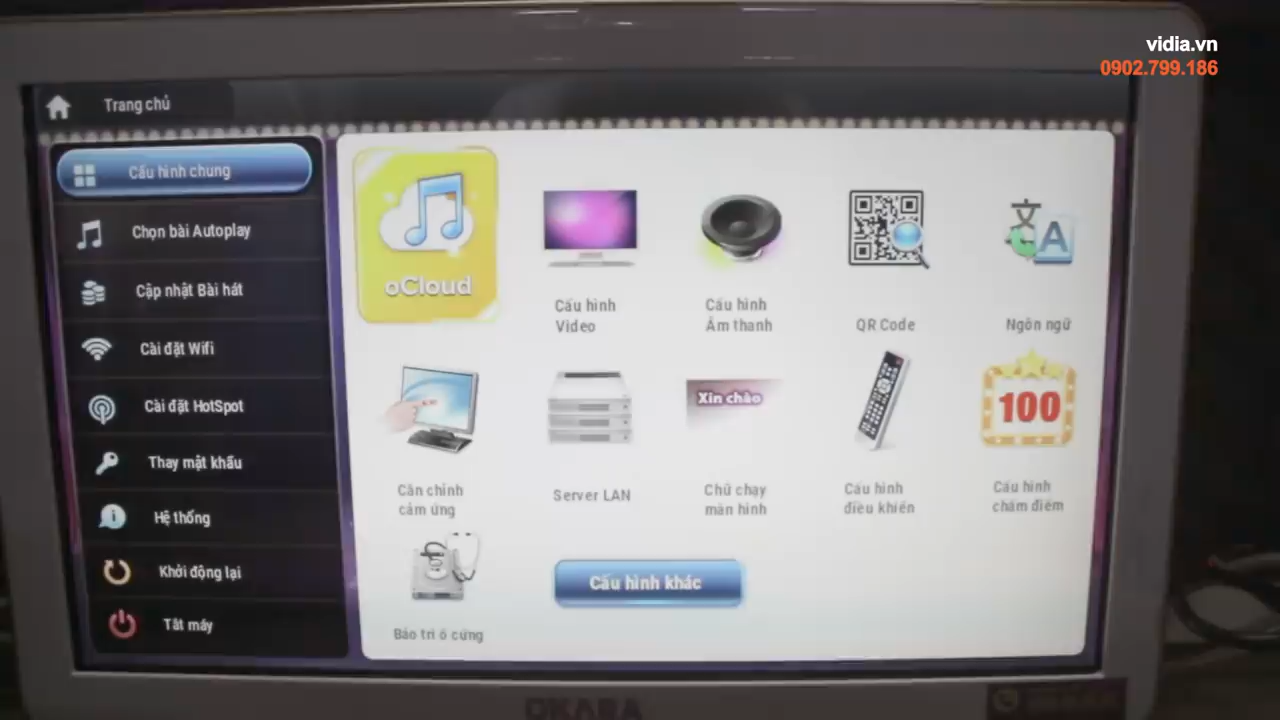 vidia.vn
0902.799.186
Trang chủ
Cấu hình chung
Chọn bài Autoplay
Cập nhật Bài hát
Cài đặt Wifi
Cài đặt HotSpot
Thay mật khẩu
Hệ thống
Khởi động lại
Tắt máy
oCloud
Cấu hình
Video
Cấu hình
Âm thanh
QR Code
Ngôn ngữ
文
A
Xin chào
100
Căn chỉnh
cảm ứng
Server LAN
Chữ chạy
màn hình
Cấu hình
điều khiển
Cấu hình
chấm điểm
Bảo trì ổ cứng
Cấu hình khác
OKARA